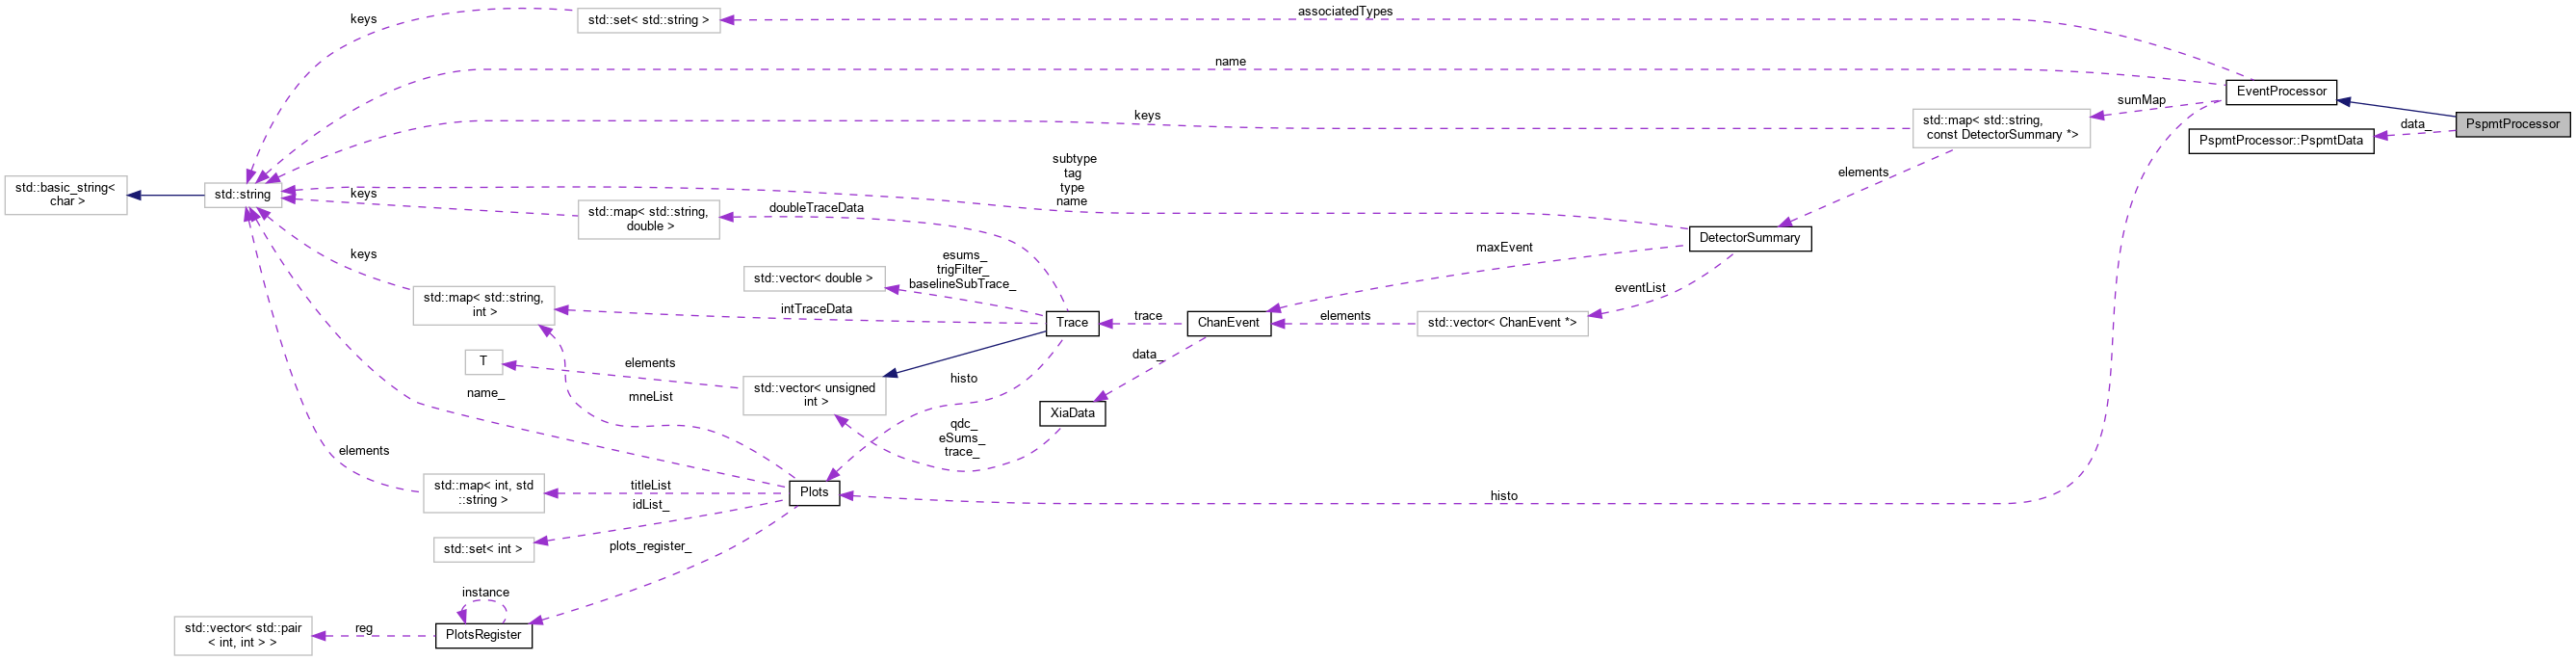 keys
std::set< std::string >
associatedTypes
name
EventProcessor
sumMap
keys
std::map< std::string,
const DetectorSummary *>
data_
PspmtProcessor
PspmtProcessor::PspmtData
subtype
tag
type
name
elements
std::basic_string<
char >
std::string
keys
std::map< std::string,
double >
doubleTraceData
DetectorSummary
maxEvent
keys
esums_
trigFilter_
baselineSubTrace_
std::vector< double >
eventList
std::map< std::string,
int >
intTraceData
Trace
trace
ChanEvent
elements
std::vector< ChanEvent *>
T
elements
data_
std::vector< unsigned
int >
histo
name_
mneList
XiaData
qdc_
eSums_
trace_
elements
std::map< int, std
::string >
titleList
Plots
histo
idList_
std::set< int >
plots_register_
instance
std::vector< std::pair
< int, int > >
reg
PlotsRegister